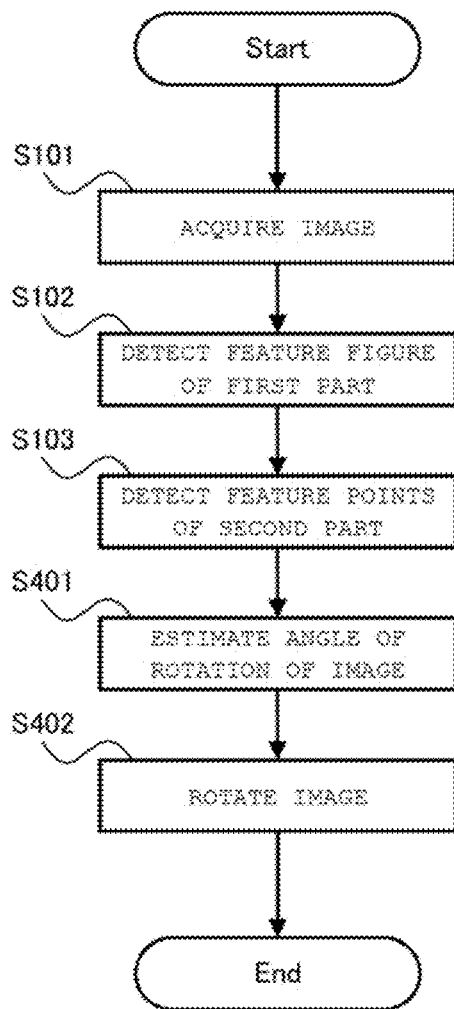 Start
S101
ACQUIRE IMAGE
S102
DETECT FEATURE FIGURE
OF FIRST PART
S103
DETECT FEATURE POINTS
OF SECOND PART
S401
ESTIMATE ANGLE OF
ROTATION OF IMAGE
S402
ROTATE IMAGE
End